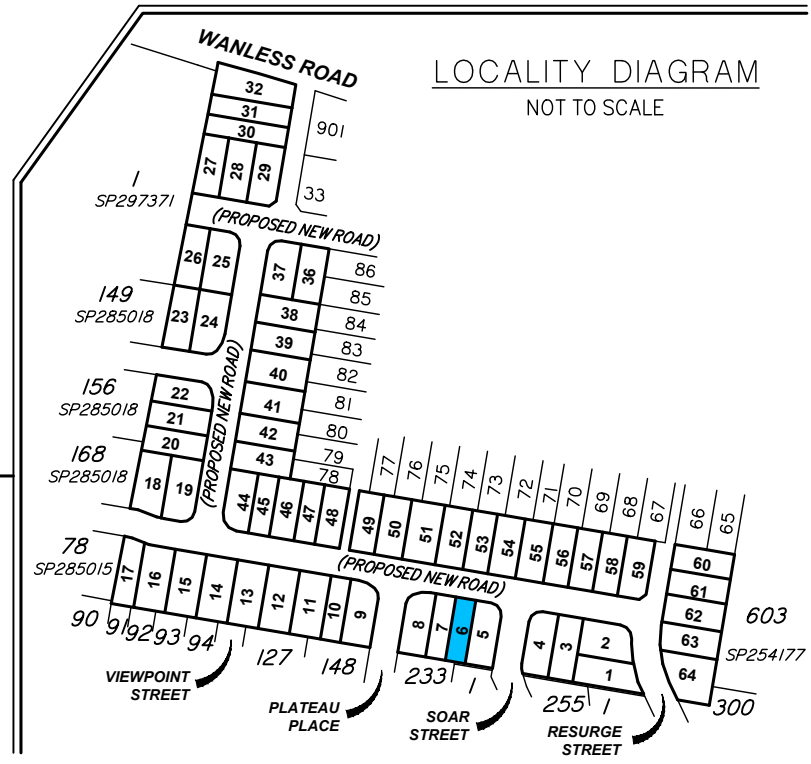 LOCALITY DIAGRAM
NOT TO SCALE
WANLESS ROAD
32
31
30
27 28 29
901
33
1
SP297371
(PROPOSED NEW ROAD)
26 25
37 36
86
85
84
83
82
81
80
79
78
149
SP285018
23 24
38
39
40
41
42
43
(PROPOSED NEW ROAD)
156
SP285018
22
21
20
168
SP285018
18 19
44 45 46 47 48
77 76 75 74 73 72 71 70 69 68 67
66 65
49 50 51 52 53 54 55 56 57 58 59
60
61
62
63
64
603
SP254177
300
78
SP285015
17 16 15 14 13 12 11 10 9
(PROPOSED NEW ROAD)
8 7 6 5
4 3 2
1
90 91 92 93 94
127
148
233
1
255
1
VIEWPOINT
STREET
PLATEAU
PLACE
SOAR
STREET
RESURGE
STREET